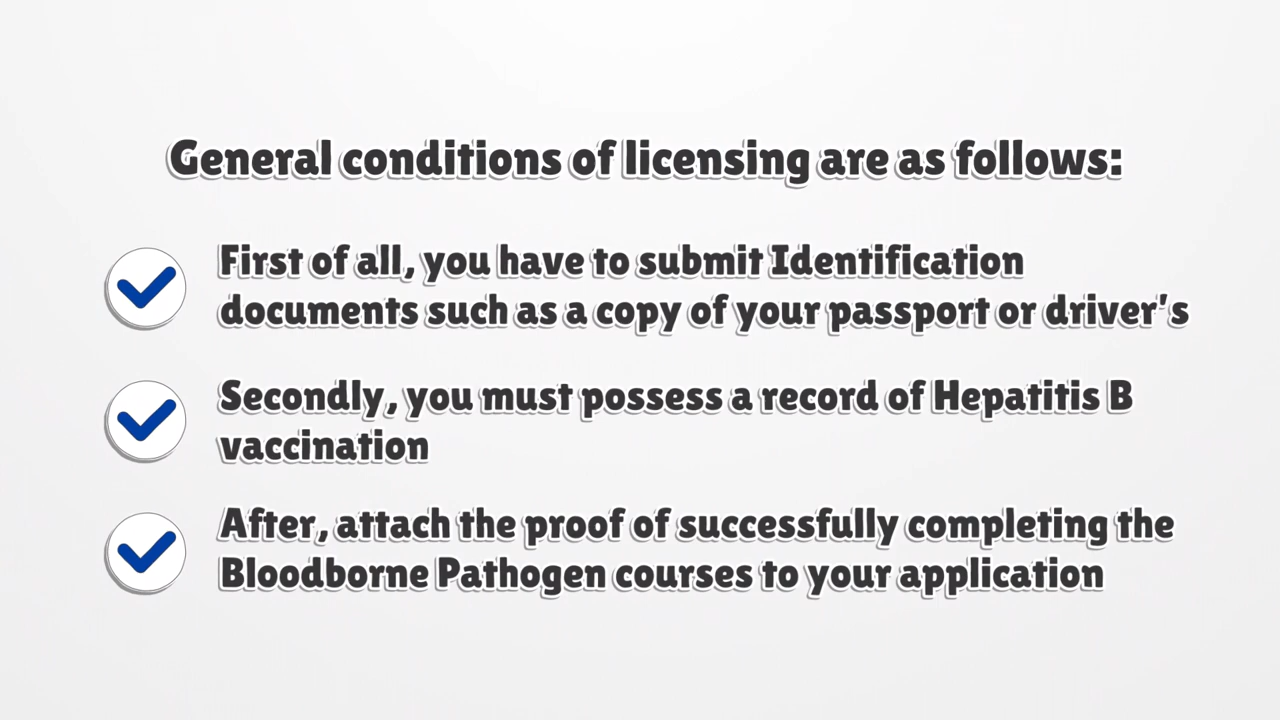 General conditions of licensing are as follows:
First of all, you have to submit Identification
documents such as a copy of your passport or driver's
Secondly, you must possess a record of Hepatitis B
vaccination
After, attach the proof of successfully completing the
Bloodborne Pathogen courses to your application